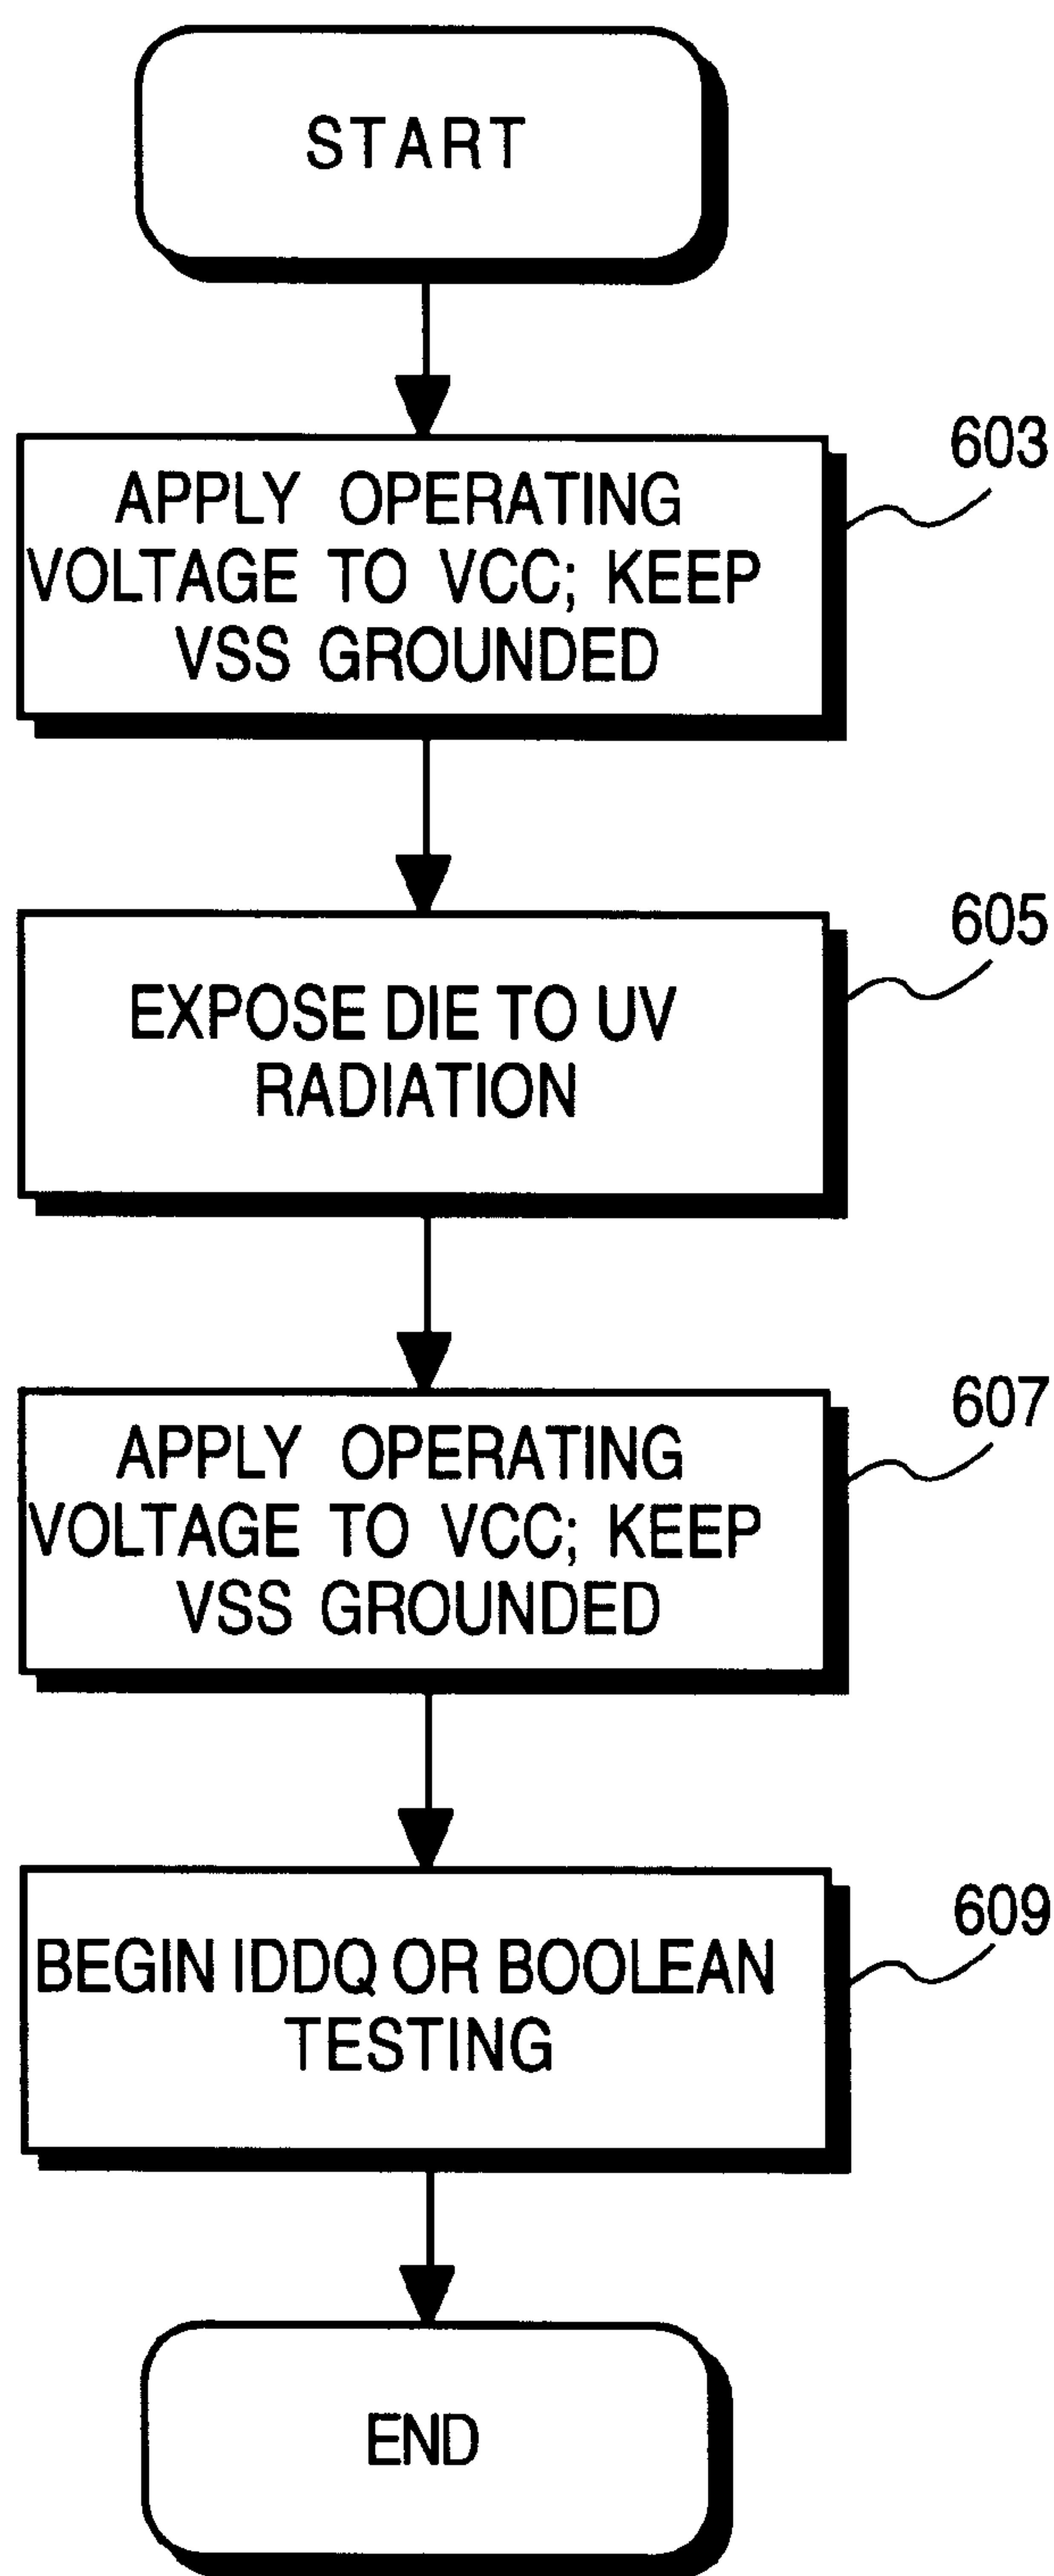 START
603
APPLY OPERATING
VOLTAGE TO VCC; KEEP
VSS GROUNDED
605
EXPOSE DIE TO UV
RADIATION
607
APPLY OPERATING
VOLTAGE TO VCC; KEEP
VSS GROUNDED
609
BEGIN IDDQ OR BOOLEAN
TESTING
END